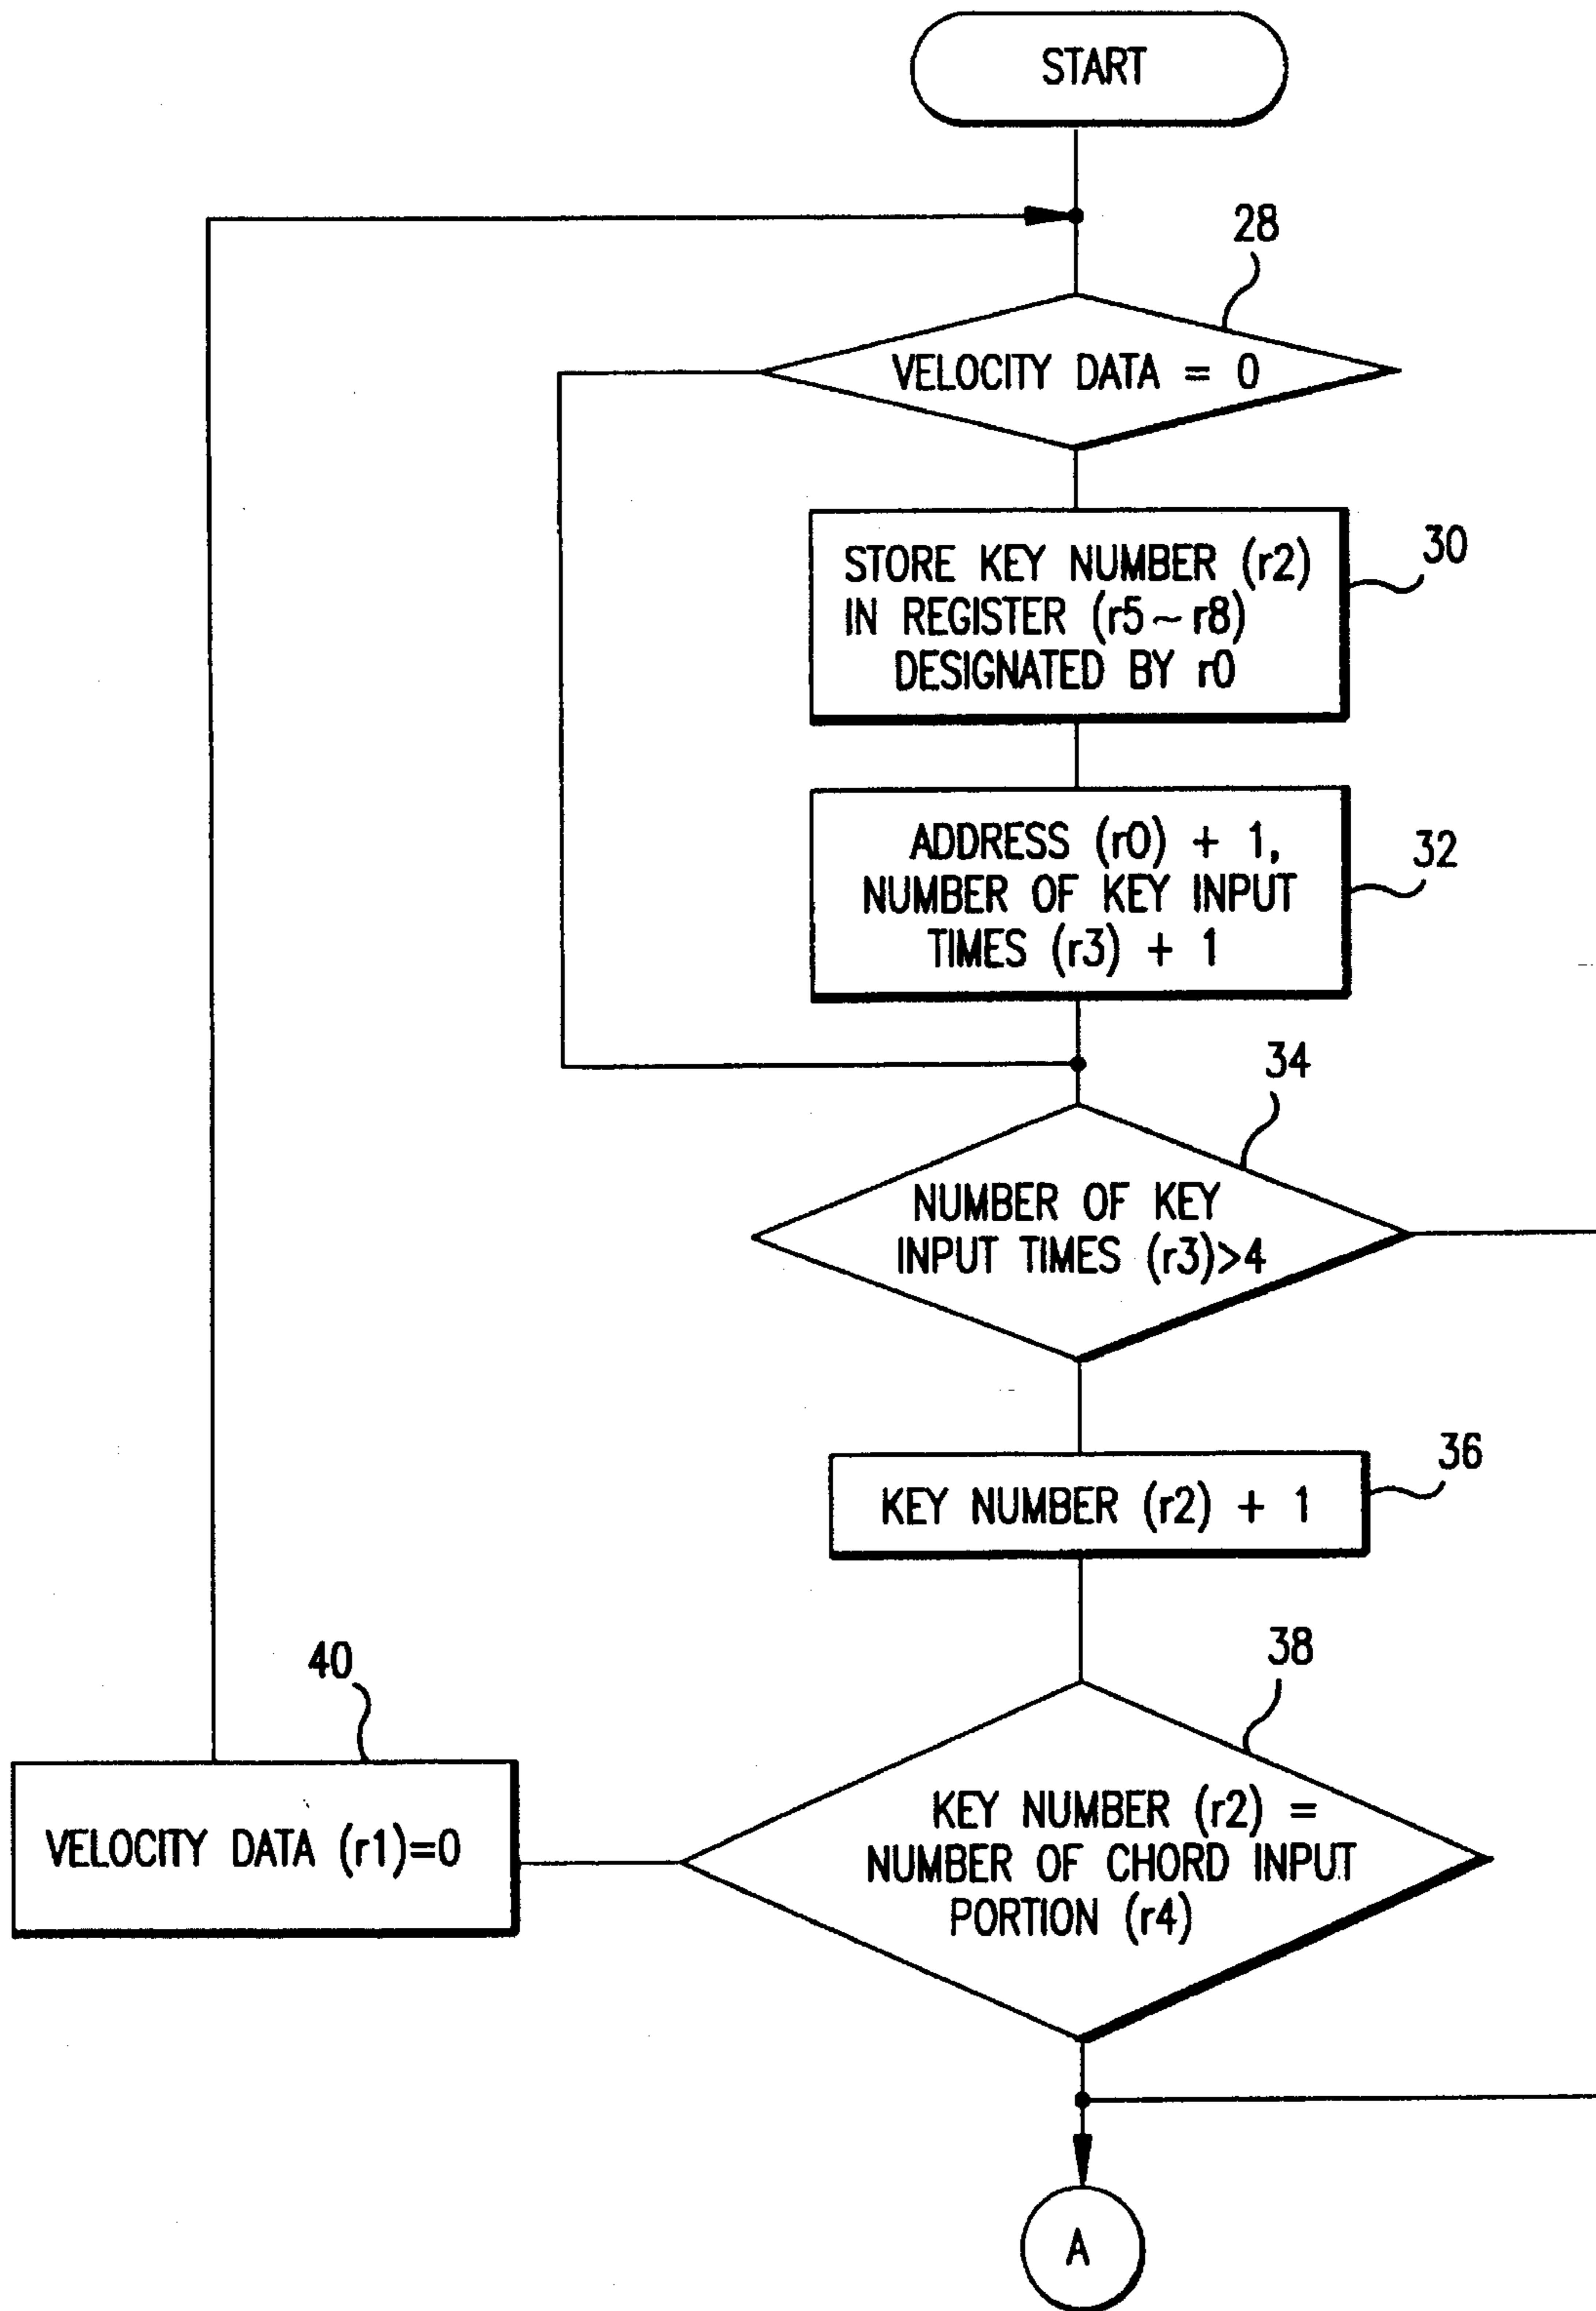 START
28
VELOCITY DATA = 0
30
STORE KEY NUMBER (r2)
IN REGISTER (r5~r8)
DESIGNATED BY r0
32
ADDRESS (r0) + 1,
NUMBER OF KEY INPUT
TIMES (r3) + 1
34
NUMBER OF KEY
INPUT TIMES (r3)>4
36
KEY NUMBER (r2) + 1
38
KEY NUMBER (r2) =
NUMBER OF CHORD INPUT
PORTION (r4)
40
VELOCITY DATA (r1)=0
A